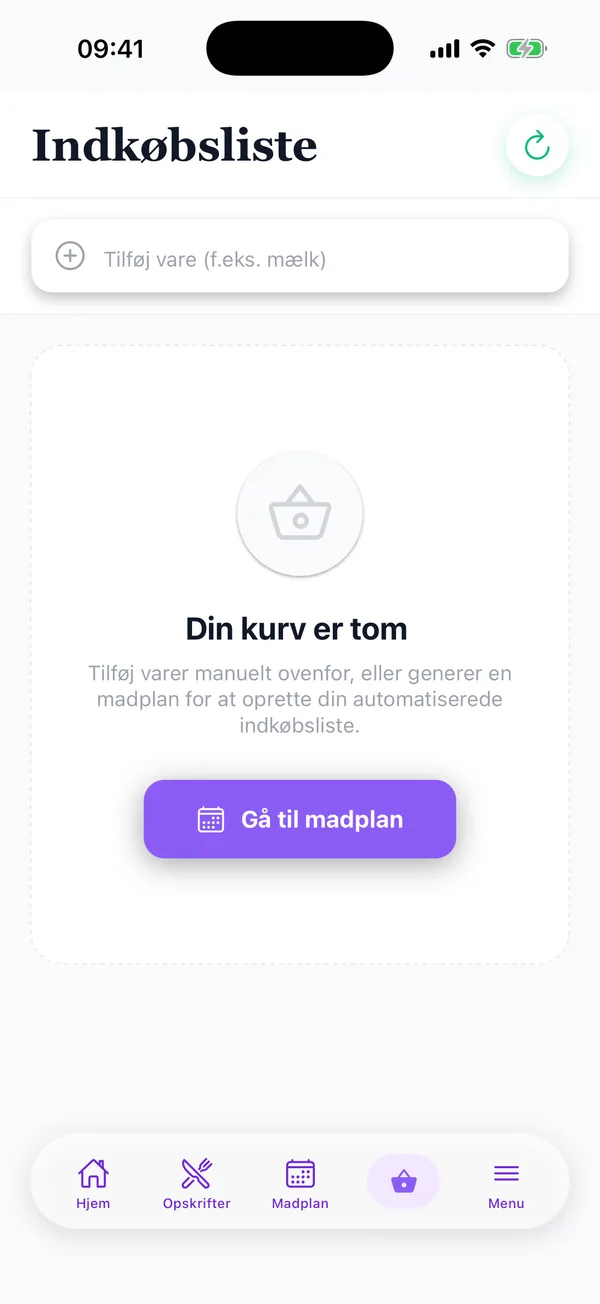 09:41
Indkøbsliste
Tilføj vare (f.eks. mælk)
Din kurv er tom
Tilføj varer manuelt ovenfor, eller generer en
madplan for at oprette din automatiserede
indkøbsliste.
Gå til madplan
Hjem
Opskrifter
Madplan
Menu